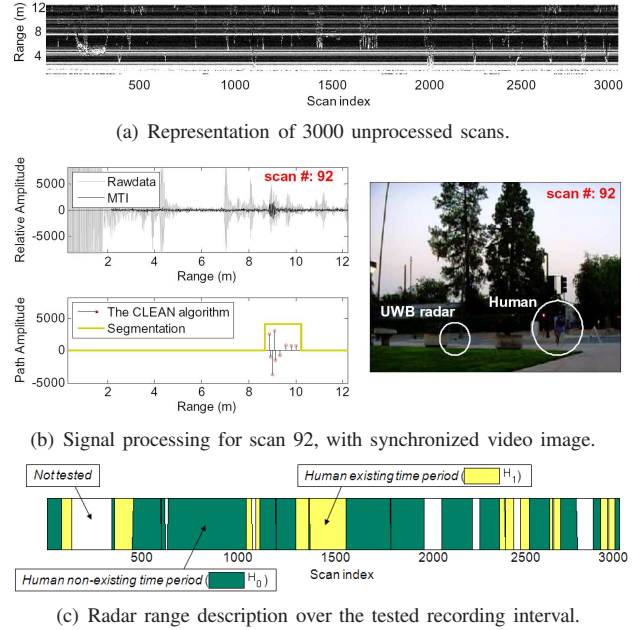 Range (m)
12
8
4
500 1000 1500 2000 2500 3000
Scan index
(a) Representation of 3000 unprocessed scans.
Relative Amplitude
5000
0
-5000
Rawdata
MTI
scan #: 92
2 4 6 8 10 12
Range (m)
Path Amplitude
5000
0
-5000
The CLEAN algorithm
Segmentation
2 4 6 8 10 12
Range (m)
scan #: 92
UWB radar
Human
(b) Signal processing for scan 92, with synchronized video image.
Not tested
Human existing time period ( H1 )
500 1000 1500 2000 2500 3000
Scan index
Human non-existing time period ( H0 )
(c) Radar range description over the tested recording interval.